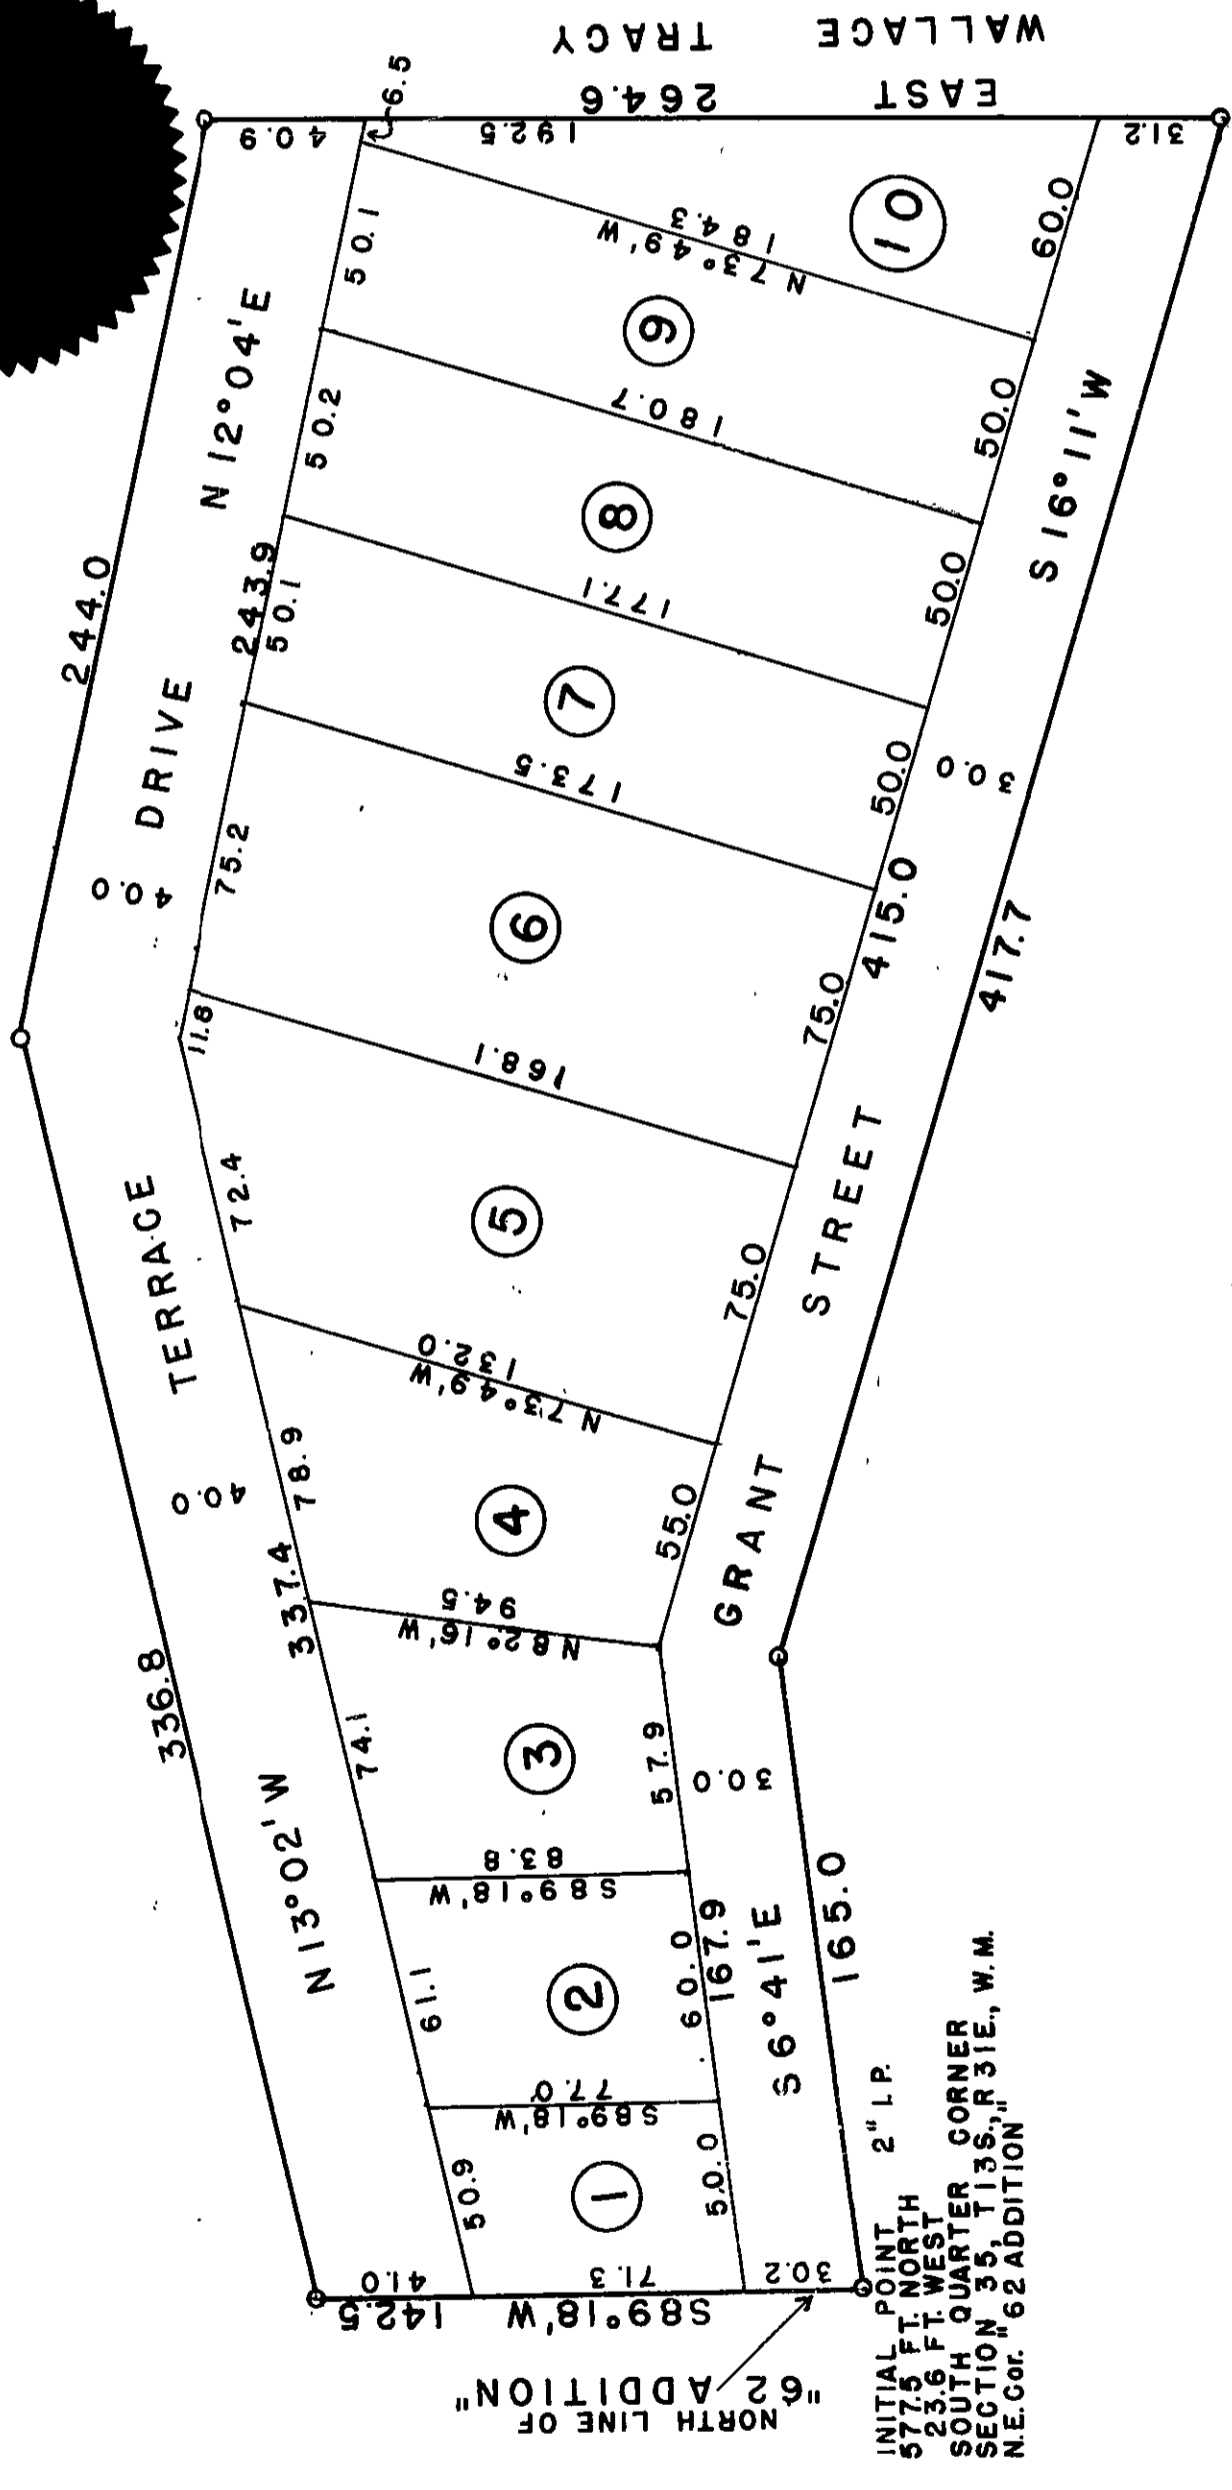 WALLACE TRACY
EAST 264.6
40.9
6.5
192.5
31.2
244.0
N 12°04' E
DRIVE
243.9
50.1
50.2
50.1
75.2
11.8
40.0
10
N 73°49' W
184.3
60.0
9
180.7
50.0
8
177.1
50.0
7
173.5
50.0
6
168.1
75.0
S 16°11' W
30.0
415.0
417.7
STREET
GRANT
TERRACE
336.8
40.0
337.4
N 13°02' W
72.4
78.9
74.1
61.1
50.9
5
N 73°49' W
132.0
75.0
4
N 82°16' W
94.5
55.0
3
S89°18' W
83.8
57.9
2
S89°18' W
77.0
60.0
1
50.0
167.9
S 6°41' E
30.0
165.0
41.0
71.3
30.2
142.5
S89°18' W
NORTH LINE OF
"62 ADDITION"
INITIAL POINT 2" I.P.
577.5 FT. NORTH
23.6 FT. WEST
SOUTH QUARTER CORNER
SECTION 35, T13S., R31E., W.M.
N.E. Cor. "62 ADDITION"